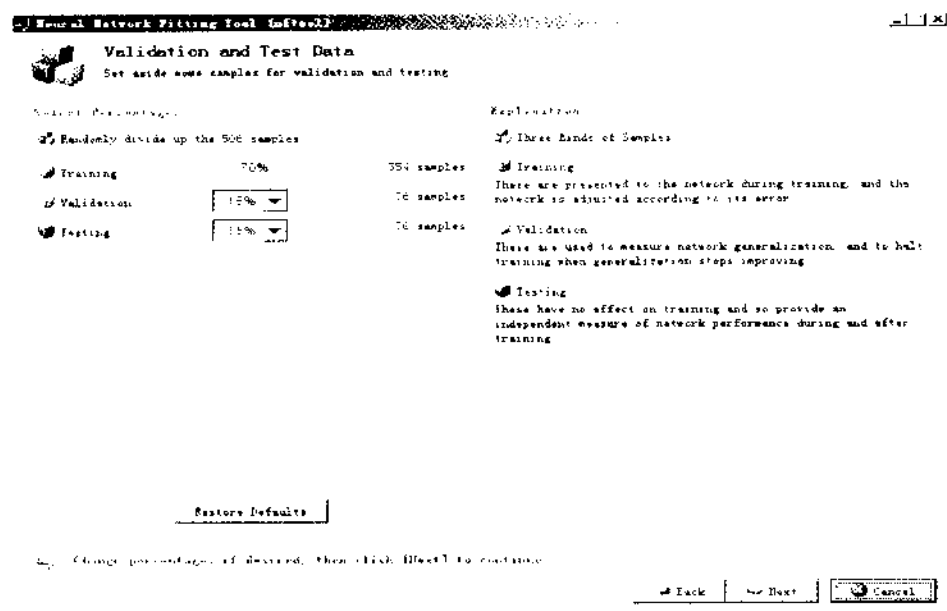 Neural Network Fitting Tool (nftool)
Validation and Test Data
Set aside some samples for validation and testing
Select Percentages
Randomly divide up the 506 samples
Training 70% 354 samples
Validation 15% 76 samples
Testing 15% 76 samples
Restore Defaults
Explanation
Three Kinds of Samples
Training
These are presented to the network during training, and the
network is adjusted according to its error
Validation
These are used to measure network generalization, and to halt
training when generalization stops improving
Testing
These have no effect on training and so provide an
independent measure of network performance during and after
training
Change percentages if desired, then click [Next] to continue
Back
Next
Cancel